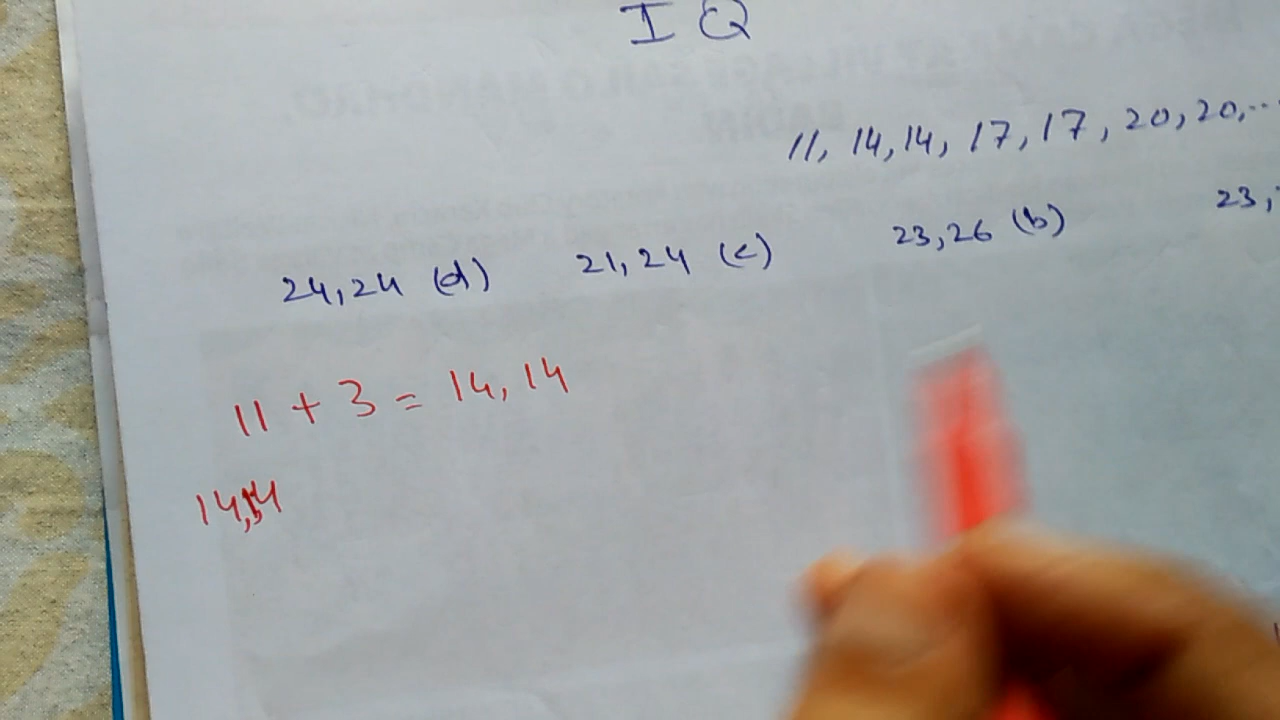 IQ
11, 14, 14, 17, 17, 20, 20, ...
24, 24 (d) 21, 24 (c) 23, 26 (b) 23,
11 + 3 = 14, 14
14,